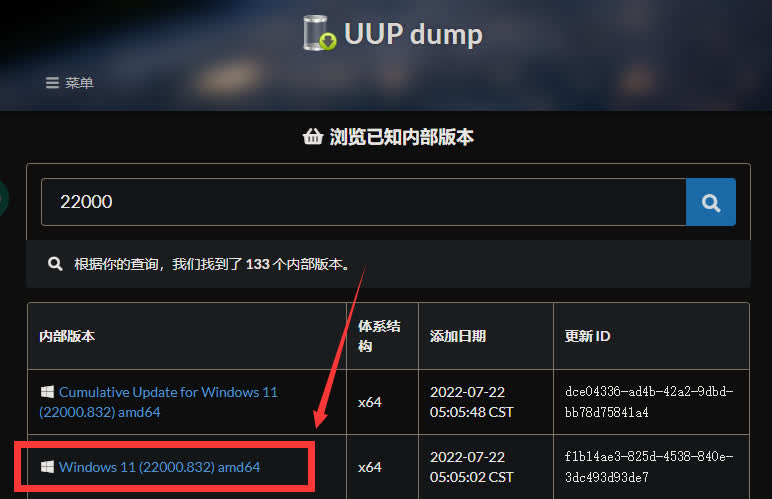 UUP dump
菜单
浏览已知内部版本
22000
根据你的查询，我们找到了 133 个内部版本。
内部版本
体系结
构
添加日期
更新 ID
Cumulative Update for Windows 11
(22000.832) amd64
x64
2022-07-22
05:05:48 CST
dce04336-ad4b-42a2-9dbd-
bb78d75841a4
Windows 11 (22000.832) amd64
x64
2022-07-22
05:05:02 CST
f1b14ae3-825d-4538-840e-
3dc493d93de7